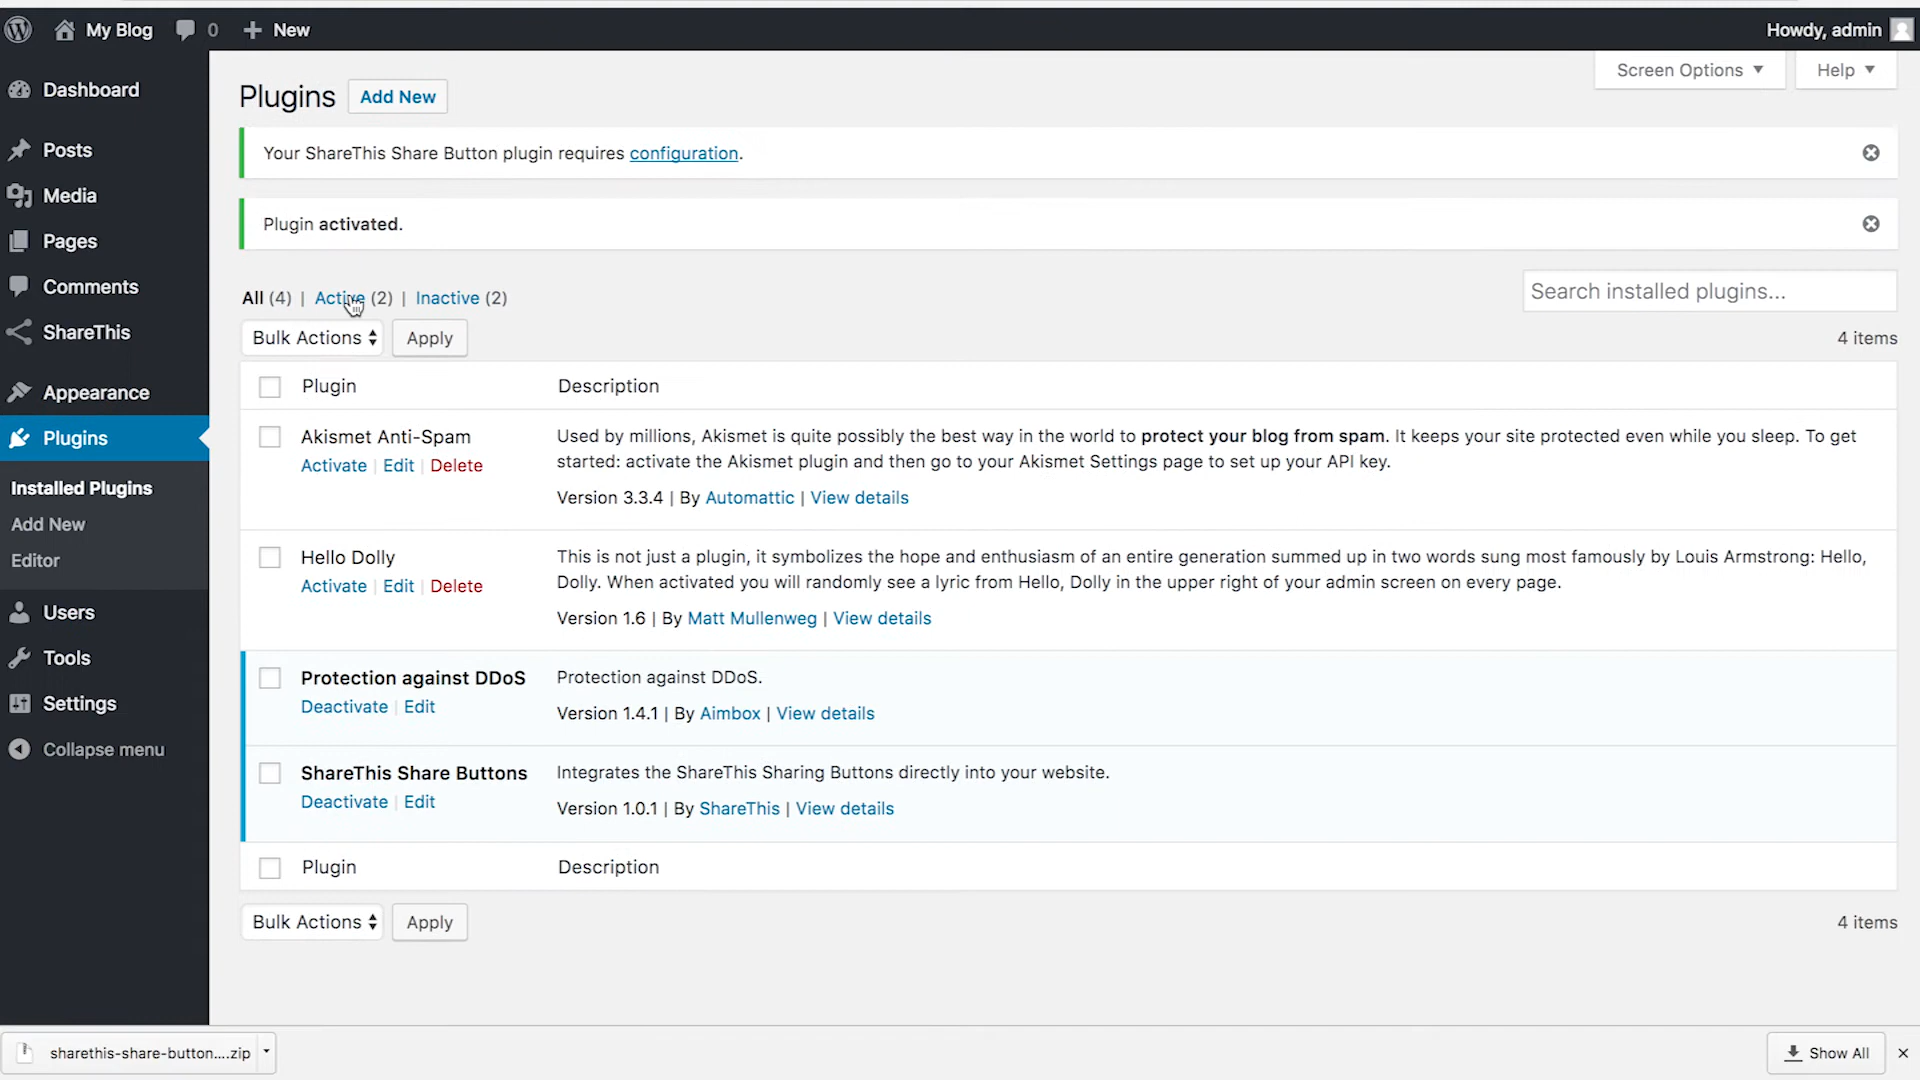 My Blog 0 New Howdy, admin
Dashboard
Posts
Media
Pages
Comments
ShareThis
Appearance
Plugins
Installed Plugins
Add New
Editor
Users
Tools
Settings
Collapse menu
Screen Options Help
Plugins Add New
Your ShareThis Share Button plugin requires configuration.
Plugin activated.
All (4) | Active (2) | Inactive (2)
Search installed plugins...
Bulk Actions Apply 4 items
Plugin Description
Akismet Anti-Spam
Activate | Edit | Delete
Used by millions, Akismet is quite possibly the best way in the world to protect your blog from spam. It keeps your site protected even while you sleep. To get
started: activate the Akismet plugin and then go to your Akismet Settings page to set up your API key.
Version 3.3.4 | By Automattic | View details
Hello Dolly
Activate | Edit | Delete
This is not just a plugin, it symbolizes the hope and enthusiasm of an entire generation summed up in two words sung most famously by Louis Armstrong: Hello,
Dolly. When activated you will randomly see a lyric from Hello, Dolly in the upper right of your admin screen on every page.
Version 1.6 | By Matt Mullenweg | View details
Protection against DDoS
Deactivate | Edit
Protection against DDoS.
Version 1.4.1 | By Aimbox | View details
ShareThis Share Buttons
Deactivate | Edit
Integrates the ShareThis Sharing Buttons directly into your website.
Version 1.0.1 | By ShareThis | View details
Plugin Description
Bulk Actions Apply 4 items
sharethis-share-button....zip Show All